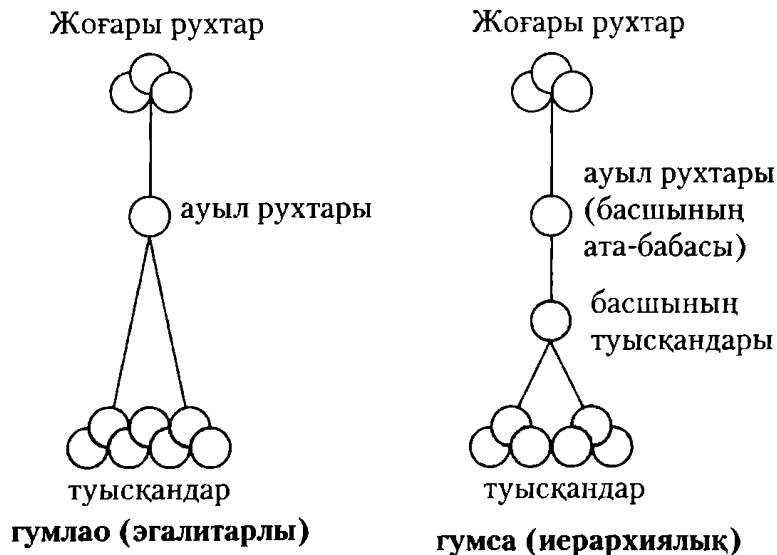 Жоғары рухтар
ауыл рухтары
туысқандар
гумлао (эгалитарлы)
Жоғары рухтар
ауыл рухтары
(басшының
ата-бабасы)
басшының
туысқандары
туысқандар
гумса (иерархиялық)